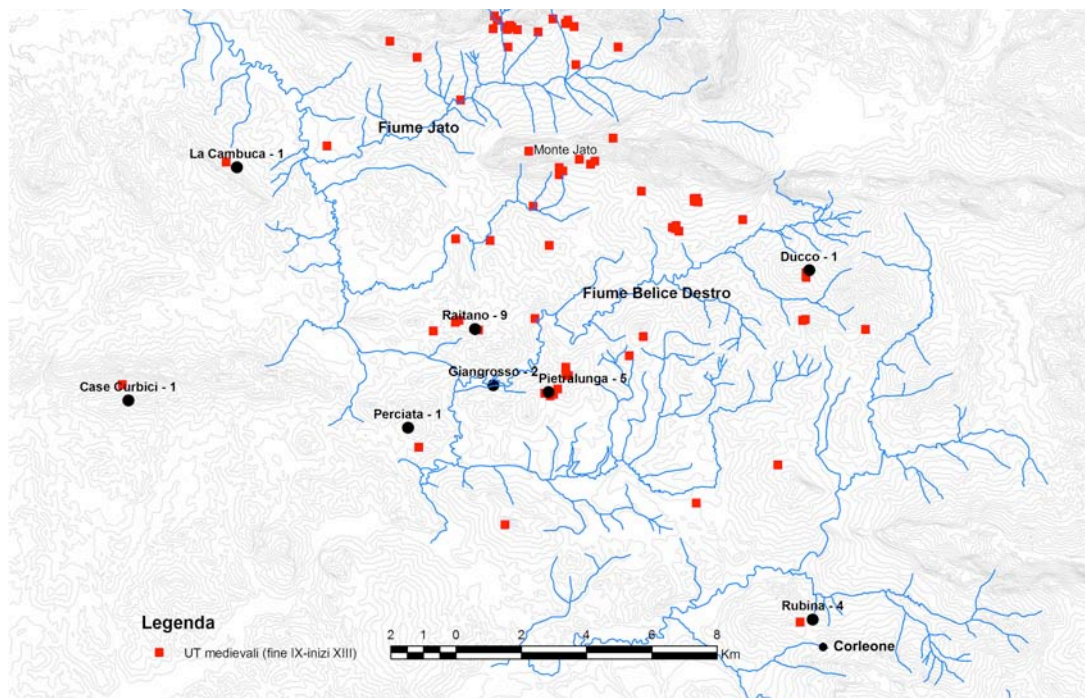 Fiume Jato
Monte Jato
La Cambuca - 1
Ducco - 1
Fiume Belice Destro
Raitano - 9
Giangrosso - 2
Pietralunga - 5
Case Curbici - 1
Perciata - 1
Rubina - 4
Legenda
2 1 0 2 4 6 8
Km
UT medievali (fine IX-inizi XIII)
Corleone